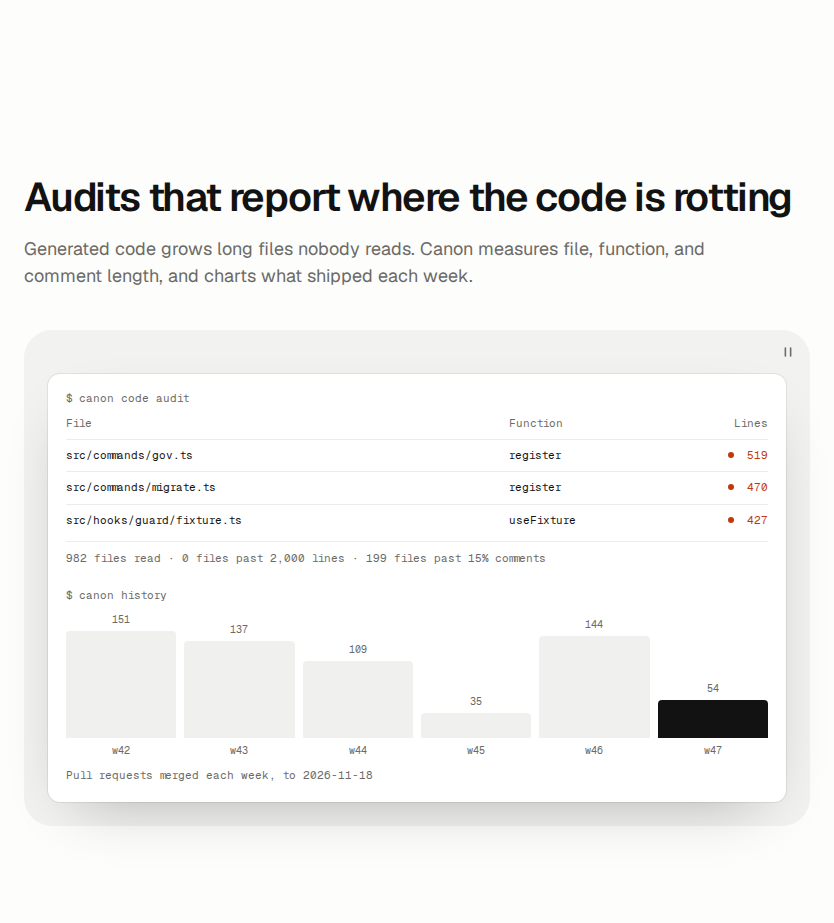 Audits that report where the code is rotting
Generated code grows long files nobody reads. Canon measures file, function, and
comment length, and charts what shipped each week.
$ canon code audit
File Function Lines
src/commands/gov.ts register 519
src/commands/migrate.ts register 470
src/hooks/guard/fixture.ts useFixture 427
982 files read · 0 files past 2,000 lines · 199 files past 15% comments
$ canon history
151 137 109 35 144 54
w42 w43 w44 w45 w46 w47
Pull requests merged each week, to 2026-11-18